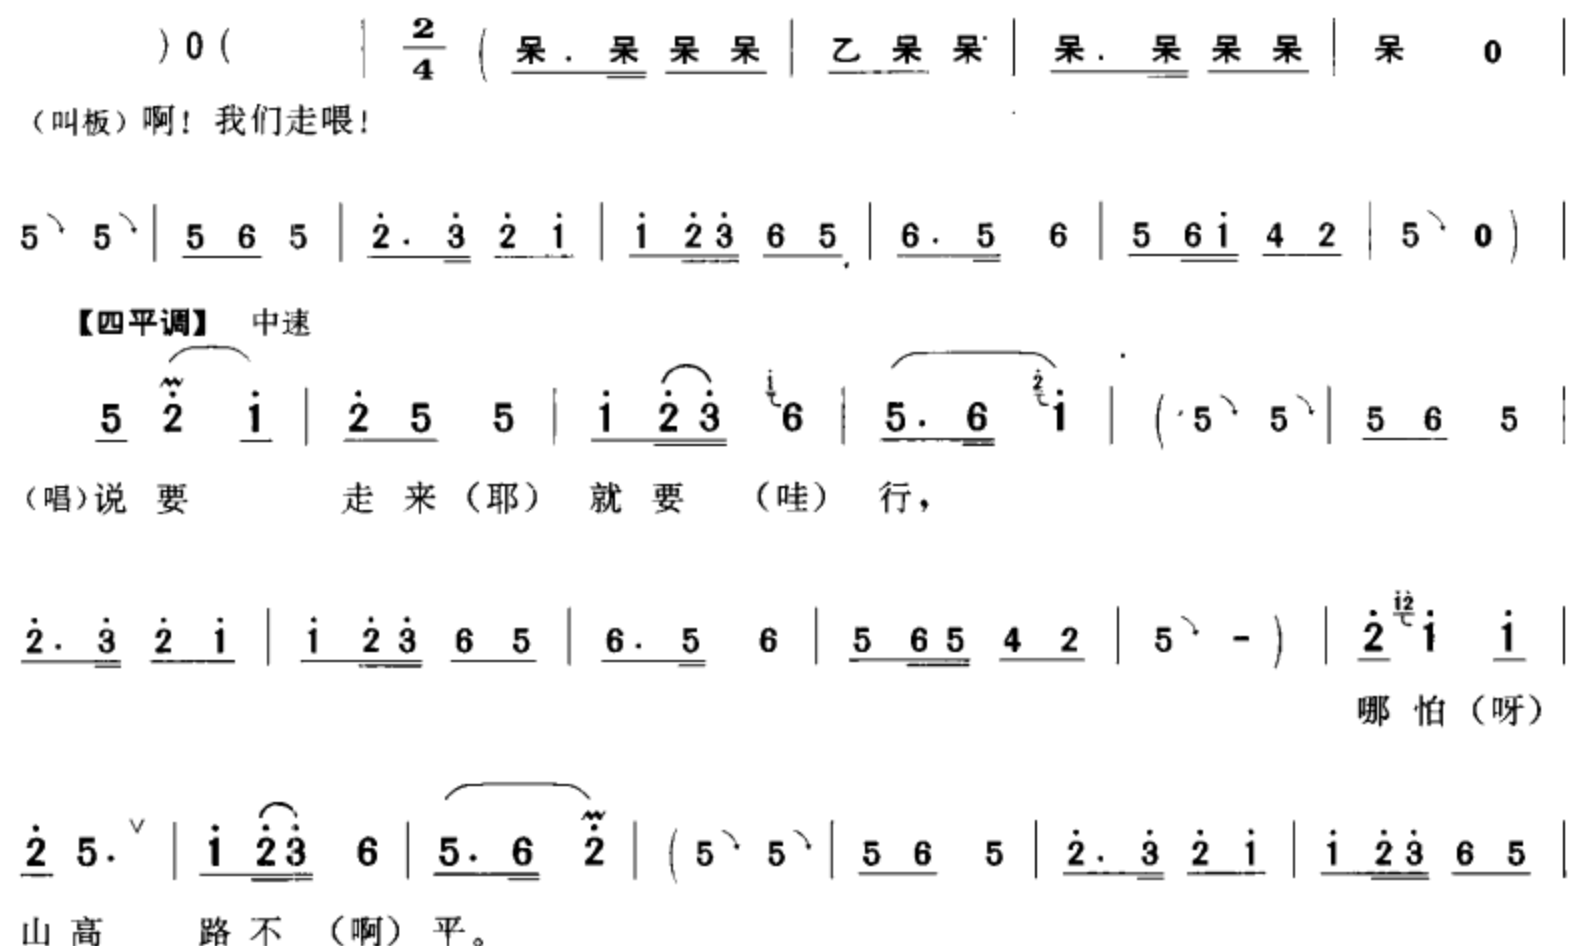 ) 0 ( | 2/4 ( 呆 . 呆 呆 呆 | 乙 呆 呆 | 呆 . 呆 呆 呆 | 呆 0 |
（叫板）啊！我们走喂！
5 5 | 5 6 5 | 2̇ . 3̇ 2̇ 1̇ | 1̇ 2̇ 3̇ 6 5 | 6 . 5 6 | 5 6 1̇ 4 2 | 5 0 ) |
【四平调】 中速
5 2̇ 1̇ | 2̇ 5 5 | 1̇ 2̇ 3̇ 1̇ 6 | 5 . 6 2̇ 1̇ | ( 5 5 | 5 6 5 |
（唱）说 要 走 来（耶） 就 要 （哇） 行，
2̇ . 3̇ 2̇ 1̇ | 1̇ 2̇ 3̇ 6 5 | 6 . 5 6 | 5 6 5 4 2 | 5 - ) | 2̇ 1̇ 2̇ 1̇ 1̇ |
哪 怕（呀）
2̇ 5 . ∨ | 1̇ 2̇ 3̇ 6 | 5 . 6 2̇ | ( 5 5 | 5 6 5 | 2̇ . 3̇ 2̇ 1̇ | 1̇ 2̇ 3̇ 6 5 |
山 高 路 不 （啊） 平。